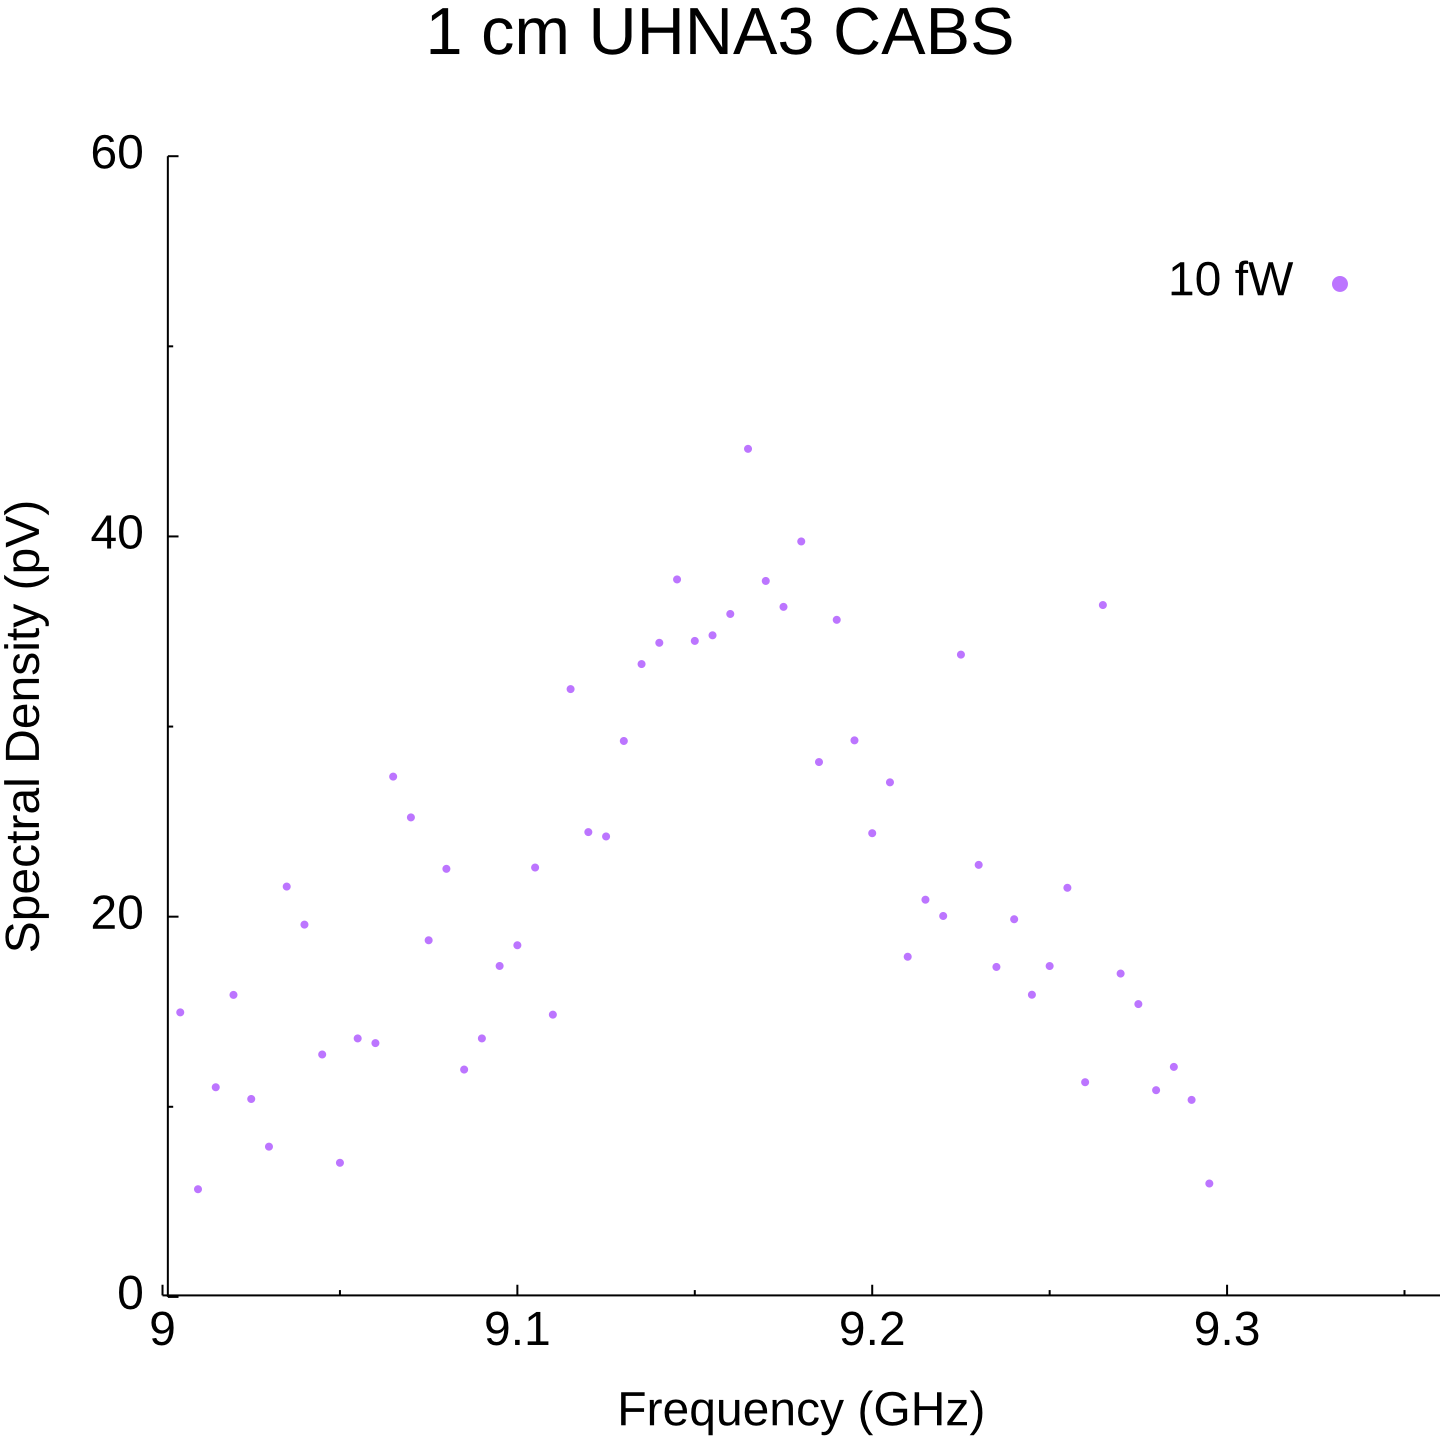 1 cm UHNA3 CABS
60
10 fW
40
Spectral Density (pV)
20
0
9
9.1
9.2
9.3
Frequency (GHz)